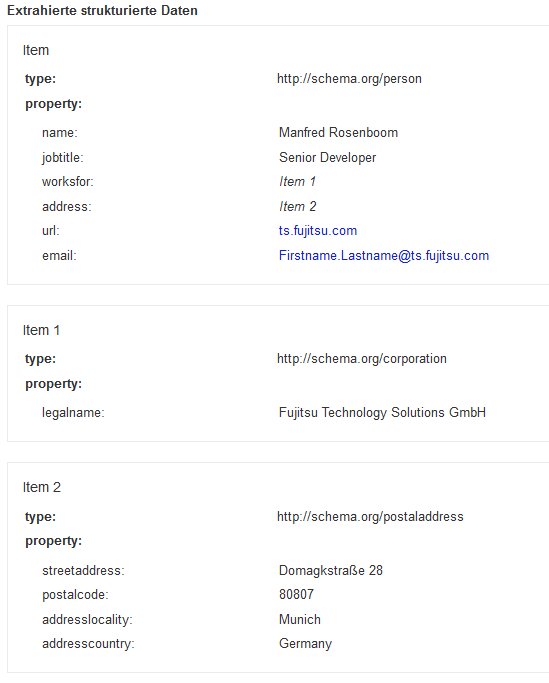 Extrahierte strukturierte Daten
Item
type: http://schema.org/person
property:
name: Manfred Rosenboom
jobtitle: Senior Developer
worksfor: Item 1
address: Item 2
url: ts.fujitsu.com
email: Firstname.Lastname@ts.fujitsu.com
Item 1
type: http://schema.org/corporation
property:
legalname: Fujitsu Technology Solutions GmbH
Item 2
type: http://schema.org/postaladdress
property:
streetaddress: Domagkstraße 28
postalcode: 80807
addresslocality: Munich
addresscountry: Germany